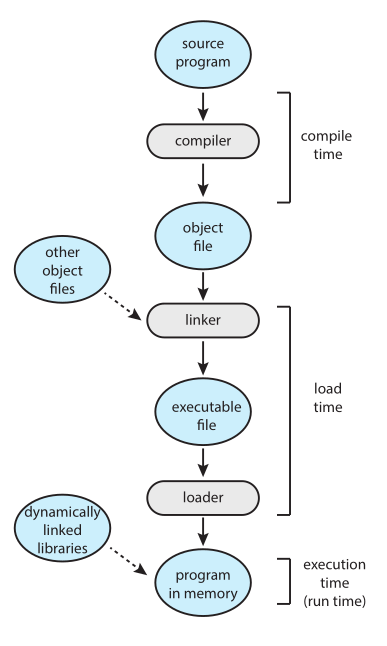 source
program
compiler
compile
time
object
file
other
object
files
linker
load
time
executable
file
loader
dynamically
linked
libraries
program
in memory
execution
time
(run time)